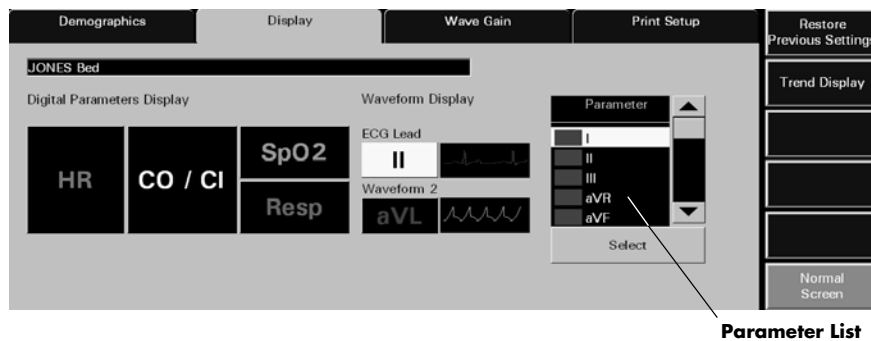 Demographics
Display
Wave Gain
Print Setup
JONES Bed
Digital Parameters Display
HR
CO / CI
SpO2
Resp
Waveform Display
ECG Lead
II
Waveform 2
aVL
Parameter
I
II
III
aVR
aVF
Select
Restore
Previous Settings
Trend Display
Normal
Screen
Parameter List